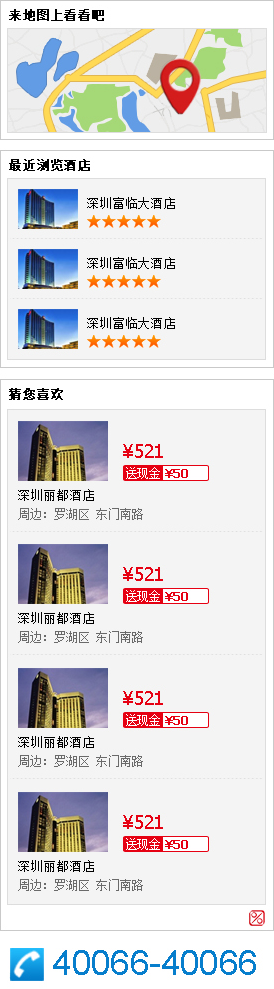 来地图上看看吧
最近浏览酒店
深圳富临大酒店
深圳富临大酒店
深圳富临大酒店
猜您喜欢
¥521
送现金 ¥50
深圳丽都酒店
周边：罗湖区 东门南路
¥521
送现金 ¥50
深圳丽都酒店
周边：罗湖区 东门南路
¥521
送现金 ¥50
深圳丽都酒店
周边：罗湖区 东门南路
¥521
送现金 ¥50
深圳丽都酒店
周边：罗湖区 东门南路
40066-40066